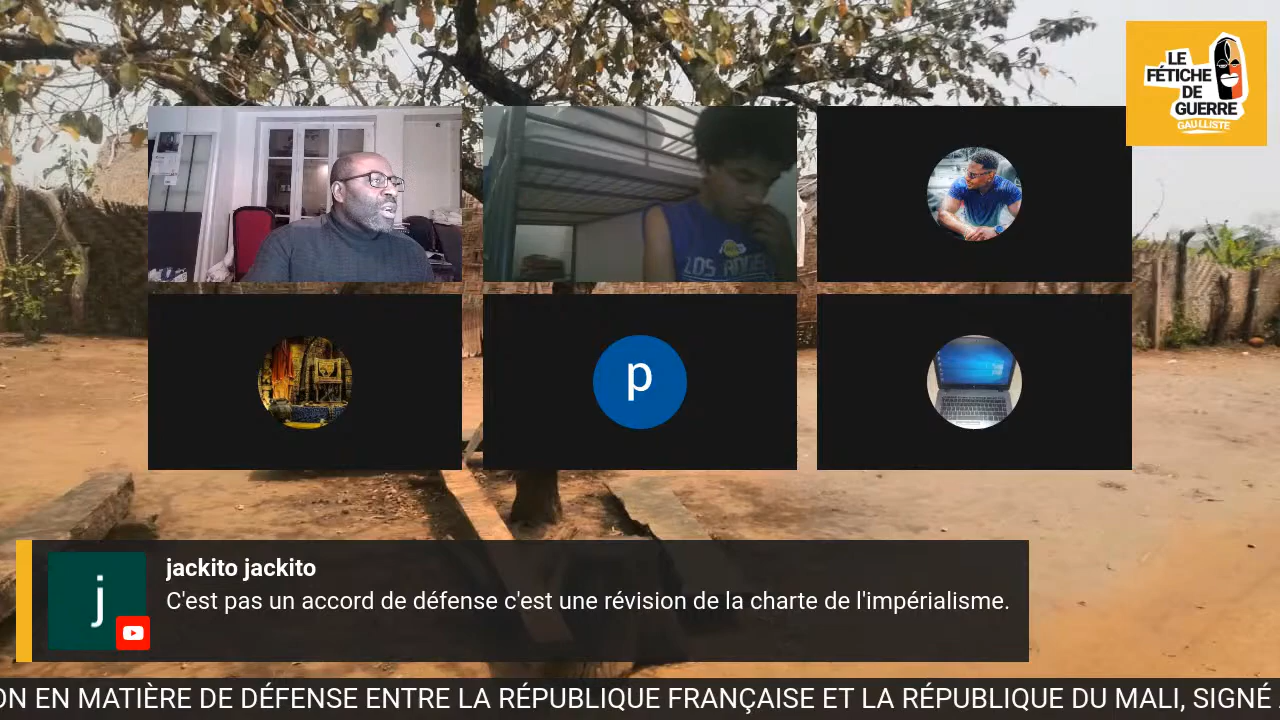 LE
FÉTICHE
DE
GUERRE
GAULLISTE
LOS
p
j
jackito jackito
C'est pas un accord de défense c'est une révision de la charte de l'impérialisme.
ON EN MATIÈRE DE DÉFENSE ENTRE LA RÉPUBLIQUE FRANÇAISE ET LA RÉPUBLIQUE DU MALI, SIGNÉ